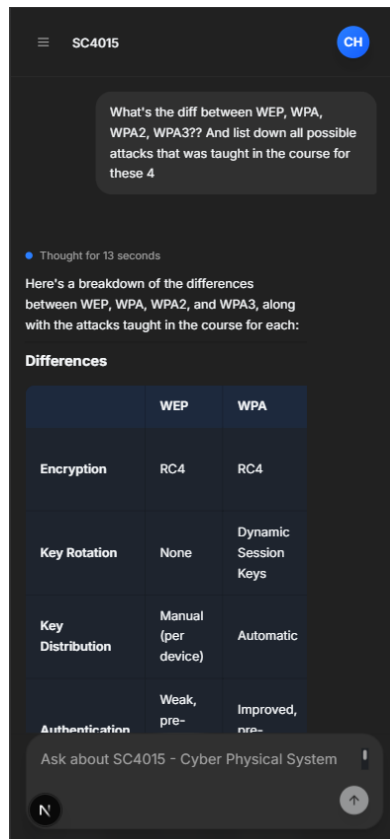 SC4015
CH
What's the diff between WEP, WPA,
WPA2, WPA3?? And list down all possible
attacks that was taught in the course for
these 4
Thought for 13 seconds
Here's a breakdown of the differences
between WEP, WPA, WPA2, and WPA3, along
with the attacks taught in the course for each:
Differences
WEP WPA
Encryption RC4 RC4
Key Rotation None Dynamic
Session
Keys
Key
Distribution Manual
(per
device) Automatic
Authentication Weak,
pre- Improved,
pre-
Ask about SC4015 - Cyber Physical System
N